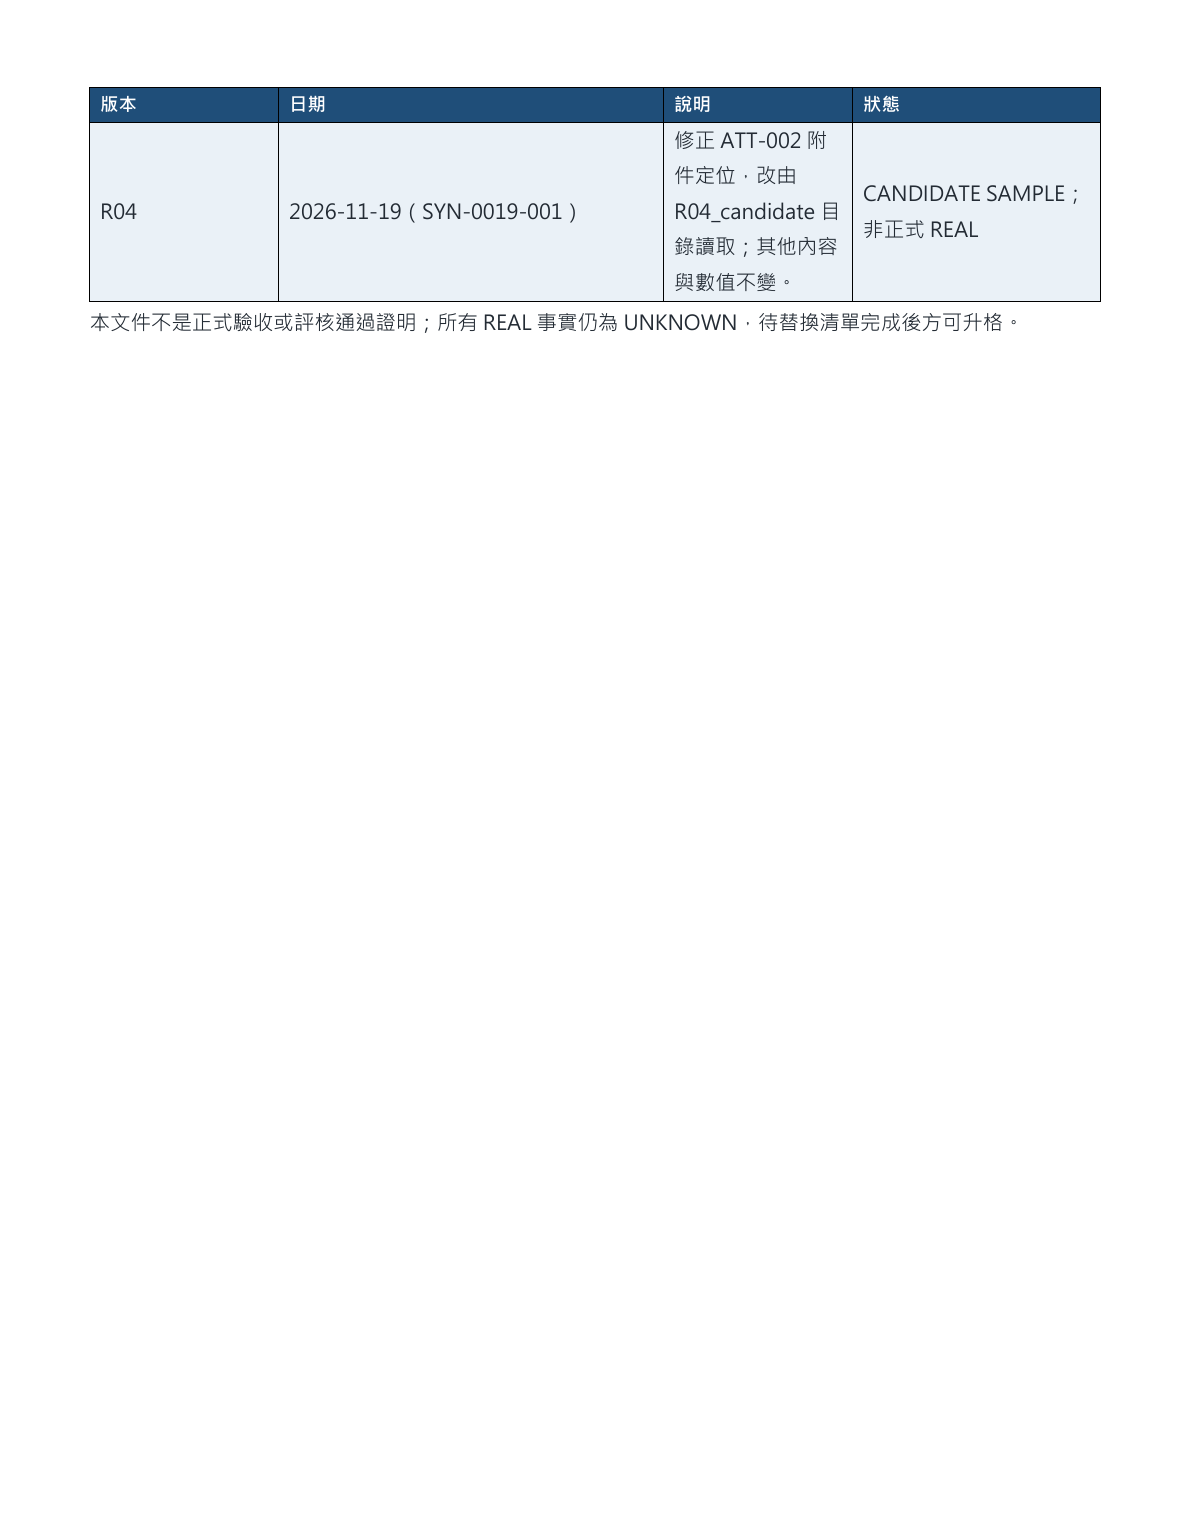 版本 日期 說明 狀態
R04
2026-11-19（SYN-0019-001）
修正 ATT-002 附
件定位，改由
R04_candidate 目
錄讀取；其他內容
與數值不變。
CANDIDATE SAMPLE；
非正式 REAL
本文件不是正式驗收或評核通過證明；所有 REAL 事實仍為 UNKNOWN，待替換清單完成後方可升格。